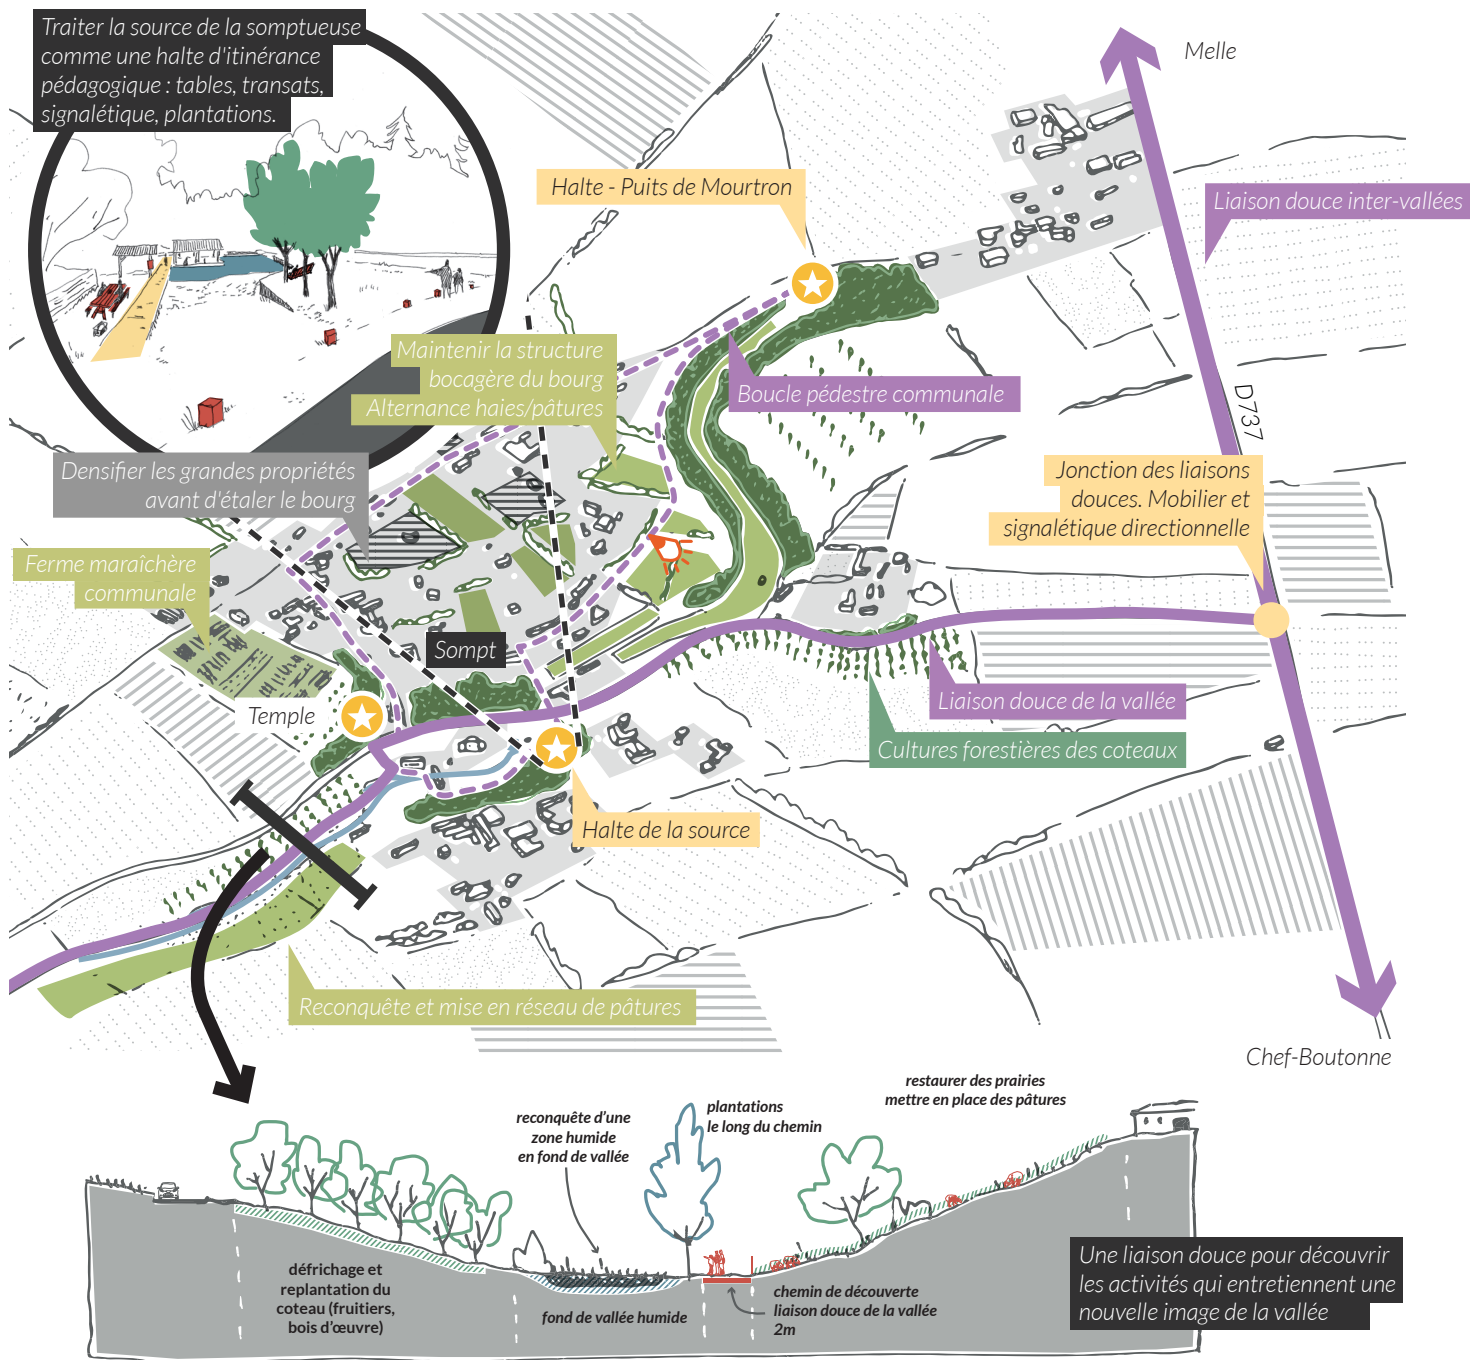 Traiter la source de la somptueuse
comme une halte d'itinérance
pédagogique : tables, transats,
signalétique, plantations.
Melle
Halte - Puits de Mourtron
Liaison douce inter-vallées
Maintenir la structure
bocagère du bourg
Alternance haies/pâtures
Boucle pédestre communale
D737
Densifier les grandes propriétés
avant d'étaler le bourg
Jonction des liaisons
douces. Mobilier et
signalétique directionnelle
Ferme maraîchère
communale
Sompt
Temple
Liaison douce de la vallée
Cultures forestières des coteaux
Halte de la source
Reconquête et mise en réseau de pâtures
Chef-Boutonne
restaurer des prairies
mettre en place des pâtures
plantations
le long du chemin
reconquête d'une
zone humide
en fond de vallée
défrichage et
replantation du
coteau (fruitiers,
bois d'œuvre)
fond de vallée humide
chemin de découverte
liaison douce de la vallée
2m
Une liaison douce pour découvrir
les activités qui entretiennent une
nouvelle image de la vallée